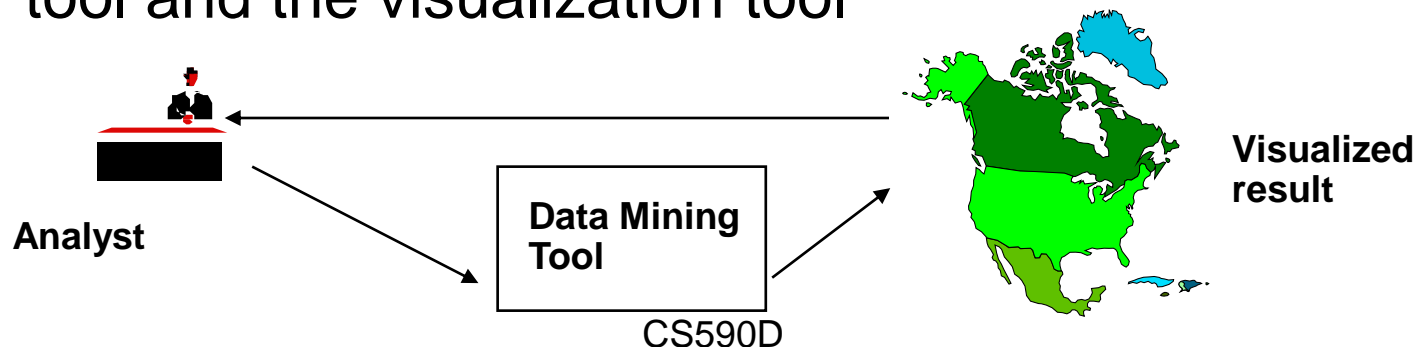 tool and the visualization tool
Visualized
result
Data Mining
Tool
Analyst
CS590D